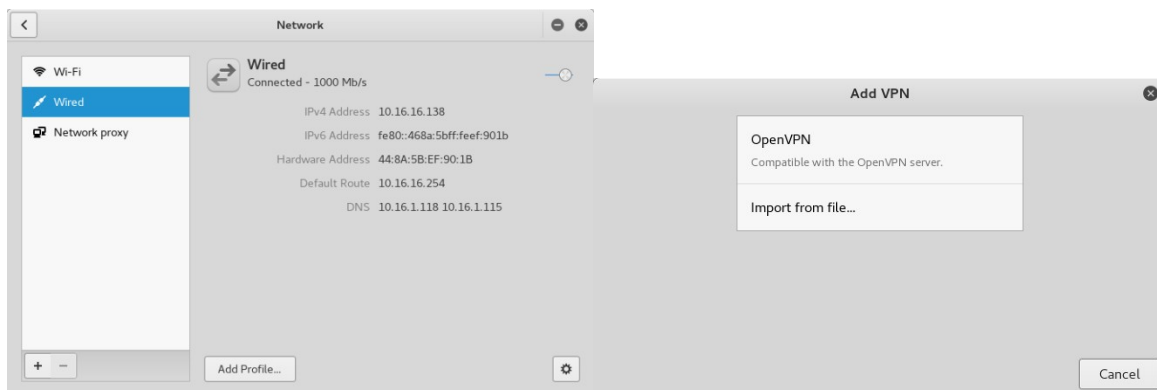 Network
Wi-Fi
Wired
Network proxy
Wired
Connected - 1000 Mb/s
IPv4 Address 10.16.16.138
IPv6 Address fe80::468a:5bff:feef:901b
Hardware Address 44:8A:5B:EF:90:1B
Default Route 10.16.16.254
DNS 10.16.1.118 10.16.1.115
+ −
Add Profile...
Add VPN
OpenVPN
Compatible with the OpenVPN server.
Import from file...
Cancel